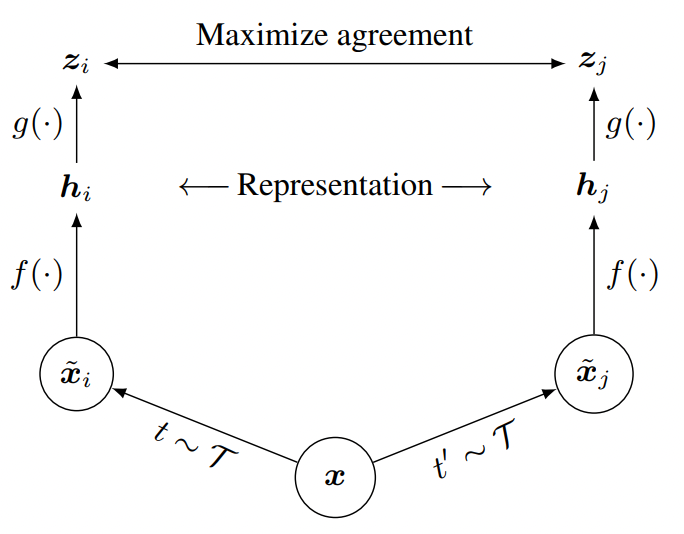 Maximize agreement
z_i z_j
g(·) g(·)
h_i ⟵ Representation ⟶ h_j
f(·) f(·)
x̃_i x̃_j
t ∼ 𝒯 t′ ∼ 𝒯
x